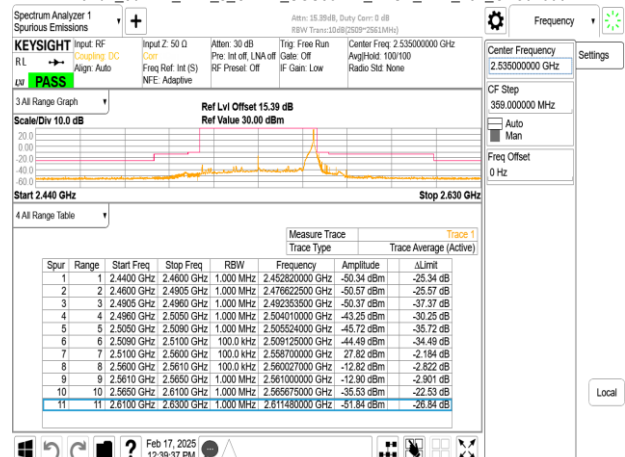 Spectrum Analyzer 1
Spurious Emissions
Attn: 15.39dB, Duty Corr: 0 dB
RBW Trans:10dB(2509~2561MHz)
Frequency
KEYSIGHT
RL
LXI PASS
Input: RF
Coupling: DC
Align: Auto
Input Z: 50 Ω
Corr
Freq Ref: Int (S)
NFE: Adaptive
Atten: 30 dB
Pre: Int off, LNA off
RF Presel: Off
Trig: Free Run
Gate: Off
IF Gain: Low
Center Freq: 2.535000000 GHz
Avg|Hold: 100/100
Radio Std: None
Center Frequency
2.535000000 GHz
Settings
CF Step
359.000000 MHz
Auto
Man
Freq Offset
0 Hz
Local
3 All Range Graph
Scale/Div 10.0 dB
Ref Lvl Offset 15.39 dB
Ref Value 30.00 dBm
20.0
0.00
-20.0
-40.0
-60.0
Start 2.440 GHz
Stop 2.630 GHz
4 All Range Table
Measure Trace Trace 1
Trace Type Trace Average (Active)
Spur Range Start Freq Stop Freq RBW Frequency Amplitude ΔLimit
1 1 2.4400 GHz 2.4600 GHz 1.000 MHz 2.452820000 GHz -50.34 dBm -25.34 dB
2 2 2.4600 GHz 2.4905 GHz 1.000 MHz 2.476622500 GHz -50.57 dBm -25.57 dB
3 3 2.4905 GHz 2.4960 GHz 1.000 MHz 2.492353500 GHz -50.37 dBm -37.37 dB
4 4 2.4960 GHz 2.5050 GHz 1.000 MHz 2.504010000 GHz -43.25 dBm -30.25 dB
5 5 2.5050 GHz 2.5090 GHz 1.000 MHz 2.505524000 GHz -45.72 dBm -35.72 dB
6 6 2.5090 GHz 2.5100 GHz 100.0 kHz 2.509125000 GHz -44.49 dBm -34.49 dB
7 7 2.5100 GHz 2.5600 GHz 100.0 kHz 2.558700000 GHz 27.82 dBm -2.184 dB
8 8 2.5600 GHz 2.5610 GHz 100.0 kHz 2.560027000 GHz -12.82 dBm -2.822 dB
9 9 2.5610 GHz 2.5650 GHz 1.000 MHz 2.561000000 GHz -12.90 dBm -2.901 dB
10 10 2.5650 GHz 2.6100 GHz 1.000 MHz 2.565675000 GHz -35.53 dBm -22.53 dB
11 11 2.6100 GHz 2.6300 GHz 1.000 MHz 2.611480000 GHz -51.84 dBm -26.84 dB
Feb 17, 2025
12:39:37 PM